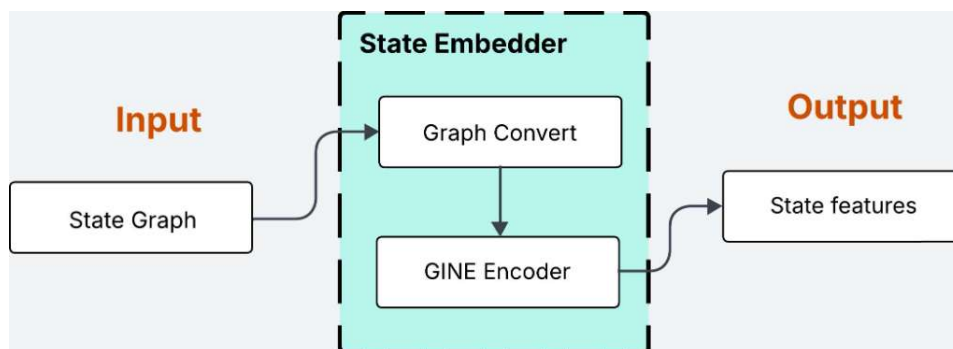 State Embedder
Input
Output
Graph Convert
State Graph
State features
GINE Encoder